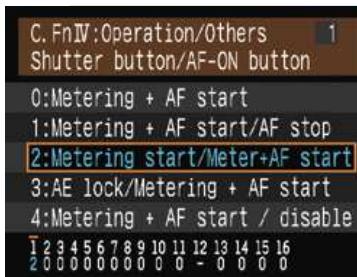 C.FnⅣ:Operation/Others 1
Shutter button/AF-ON button
0:Metering + AF start
1:Metering + AF start/AF stop
2:Metering start/Meter+AF start
3:AE lock/Metering + AF start
4:Metering + AF start / disable
1 2 3 4 5 6 7 8 9 10 11 12 13 14 15 16
2 0 0 0 0 0 0 0 0 0 0 - 0 0 0 0